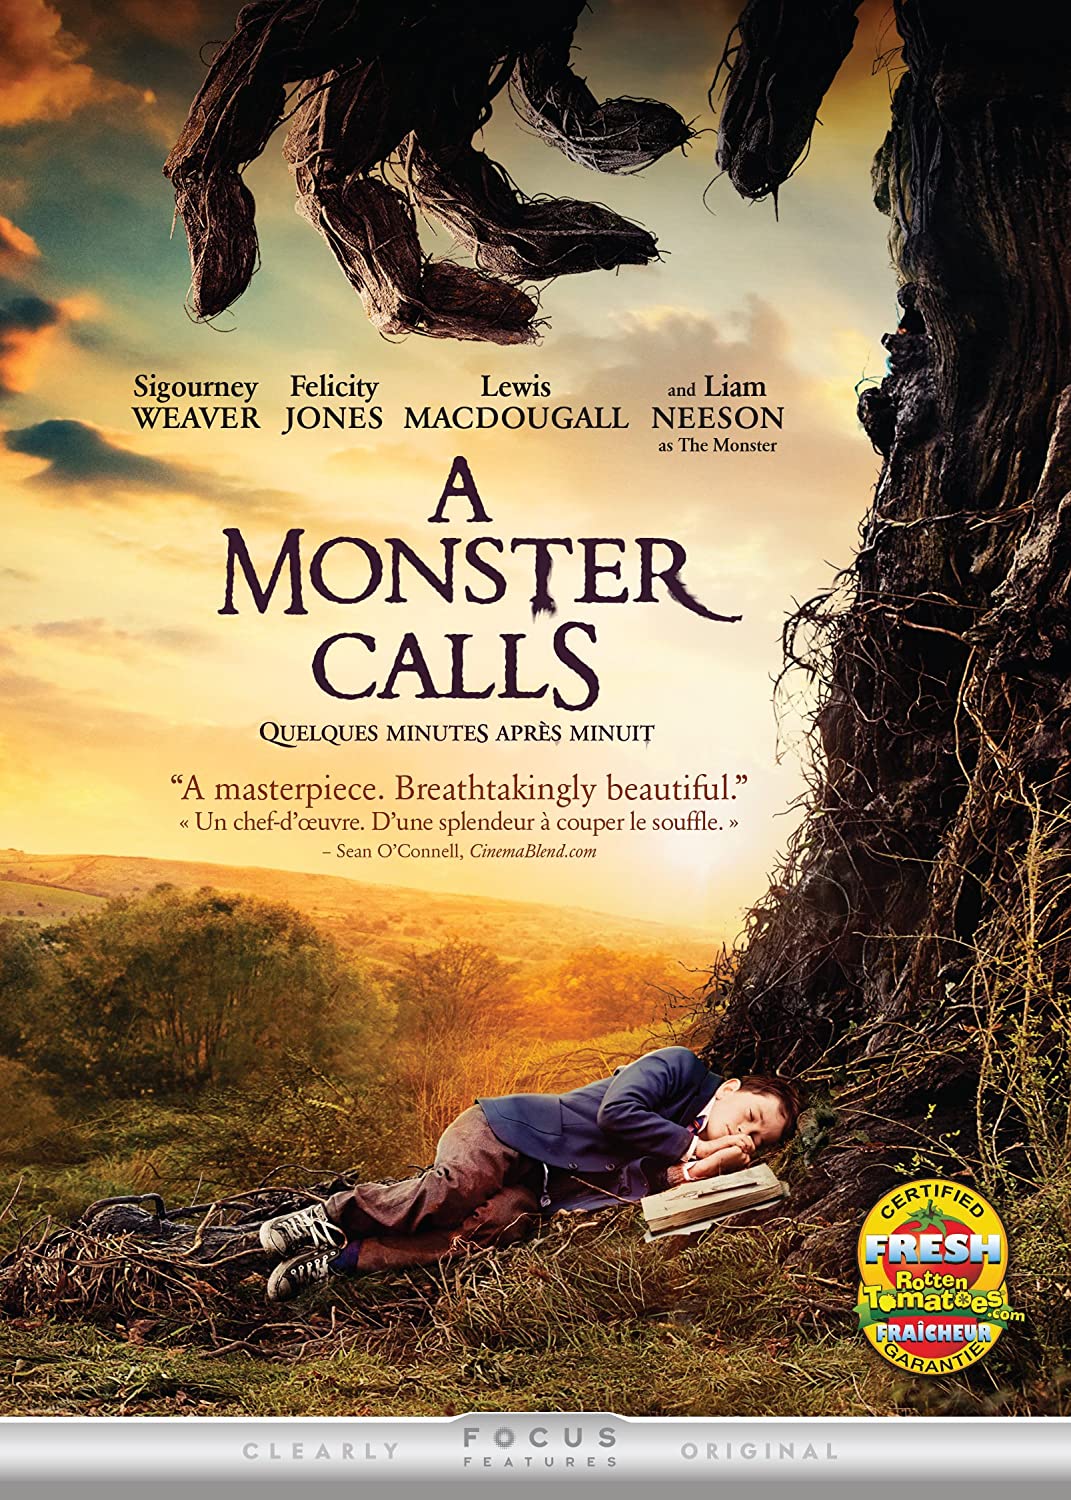 Sigourney WEAVER
Felicity JONES
Lewis MACDOUGALL
and Liam NEESON
as The Monster
A
MONSTER
CALLS
QUELQUES MINUTES APRÈS MINUIT
“A masterpiece. Breathtakingly beautiful.”
« Un chef-d’œuvre. D’une splendeur à couper le souffle. »
– Sean O’Connell, CinemaBlend.com
CERTIFIED
FRESH
Rotten
Tomatoes
.com
FRAÎCHEUR
GARANTIE
CLEARLY
FOCUS
FEATURES
ORIGINAL